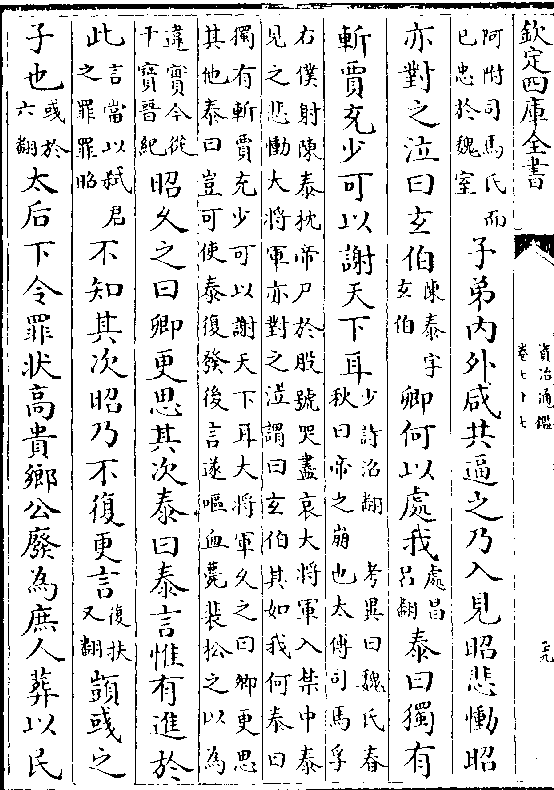 欽定四庫全書
資治通鑑
卷七十七
阿附司馬氏而
已忠於魏室
子弟内外咸共逼之乃入見昭悲慟昭
亦對之泣曰玄伯
陳泰字
玄伯
卿何以處我
處昌
吕翻
泰曰獨有
斬賈充少可以謝天下耳
少詩沼翻 考異曰魏氏春
秋曰帝之崩也太傅司馬孚
右僕射陳泰枕帝尸於股號哭盡哀大將軍入禁中泰
見之悲慟大將軍亦對之泣謂曰玄伯其如我何泰曰
獨有斬賈充少可以謝天下耳大將軍久之曰卿更思
其他泰曰豈可使泰復發後言遂嘔血薨裴松之以為
違實今從
干寳晉紀
昭久之曰卿更思其次泰曰泰言惟有進於
此
言當以弑君
之罪罪昭
不知其次昭乃不復更言
復扶
又翻
顗或之
子也
或於
六翻
太后下令罪状高貴鄉公廢為庶人葬以民